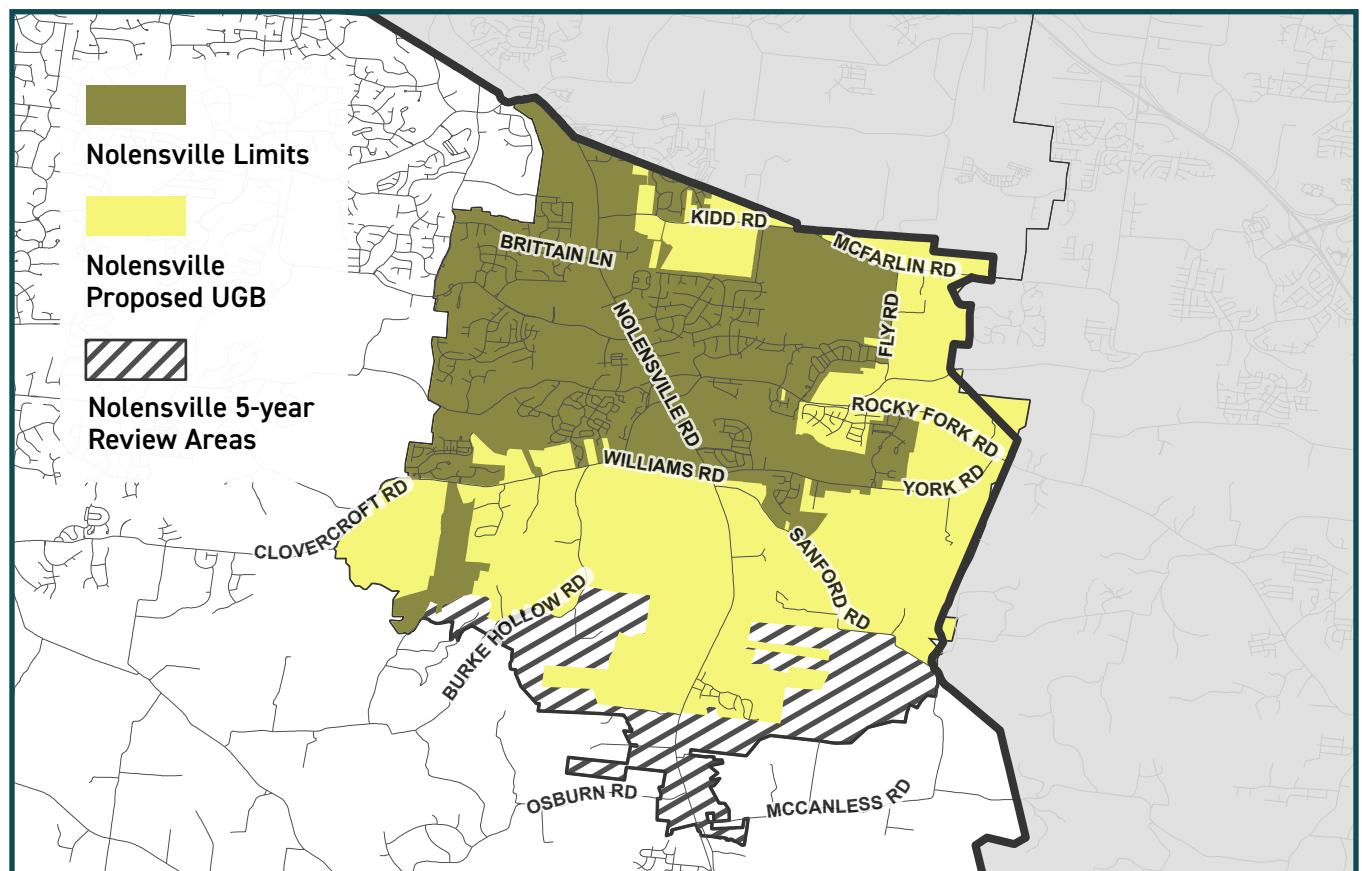 Nolensville Limits
Nolensville
Proposed UGB
Nolensville 5-year
Review Areas
KIDD RD
BRITTAIN LN
MCFARLIN RD
FLY RD
NOLENSVILLE RD
ROCKY FORK RD
WILLIAMS RD
YORK RD
CLOVERCROFT RD
SANFORD RD
BURKE HOLLOW RD
OSBURN RD
MCCANLESS RD